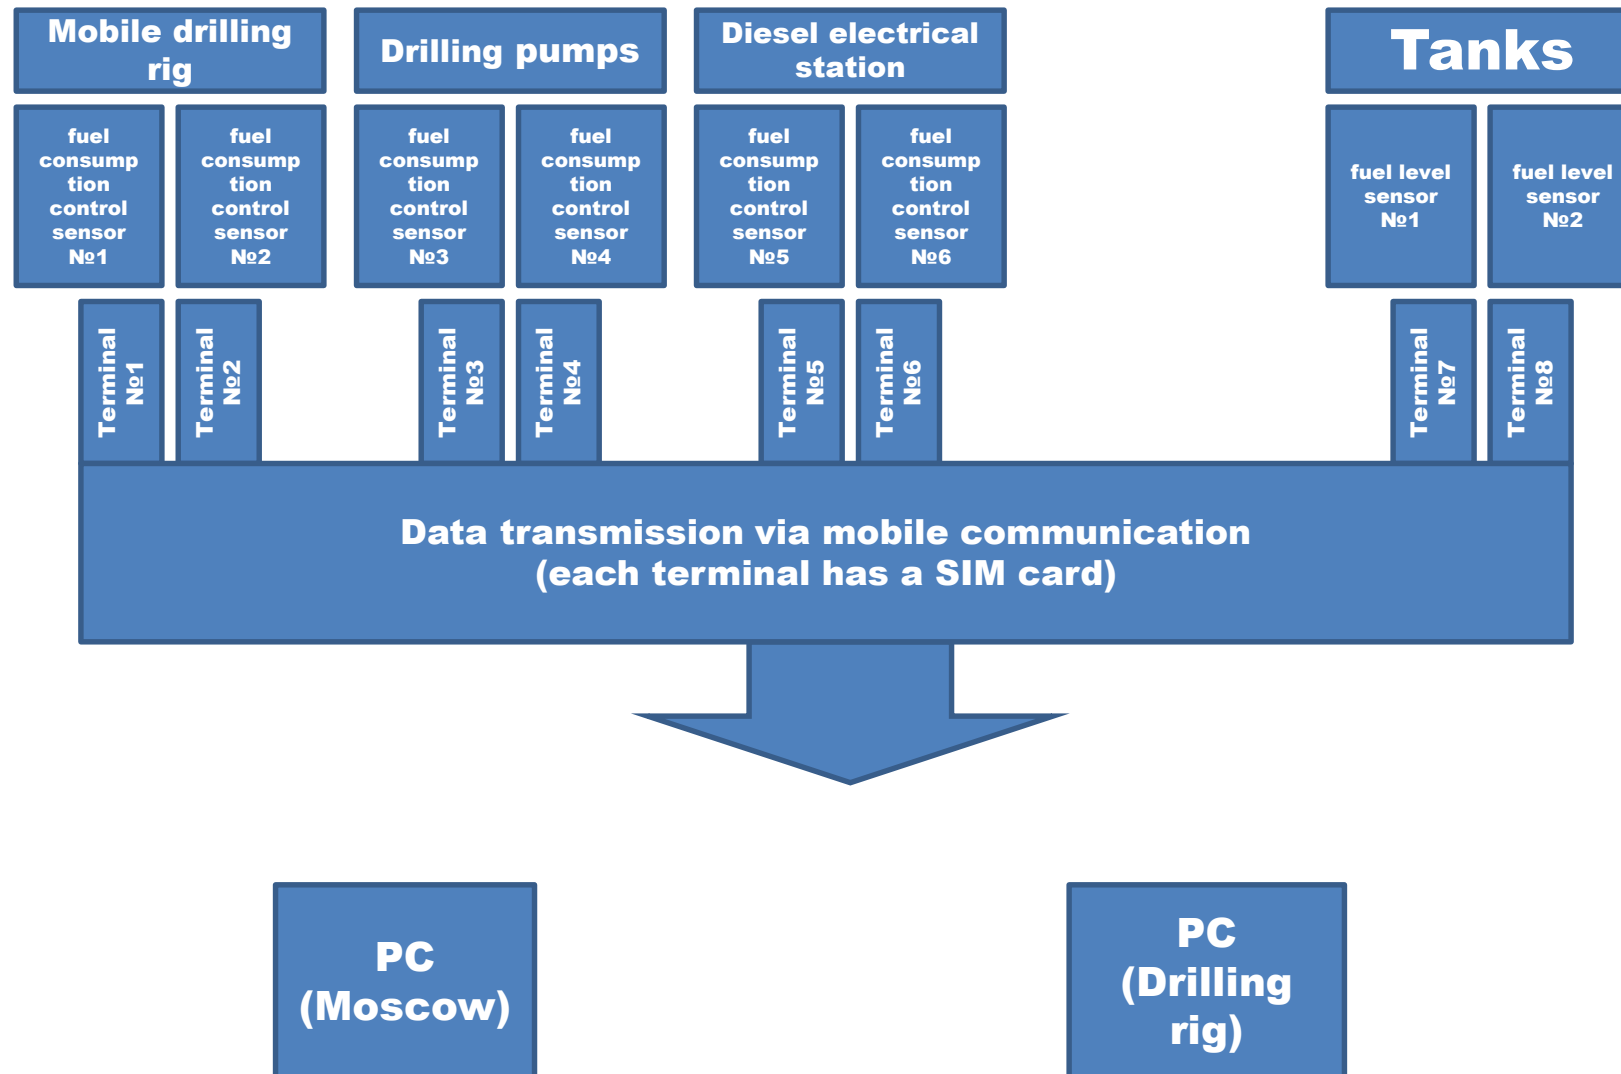 Mobile drilling
rig
Drilling pumps
Diesel electrical
station
Tanks
fuel
consump
tion
control
sensor
№1
fuel
consump
tion
control
sensor
№2
fuel
consump
tion
control
sensor
№3
fuel
consump
tion
control
sensor
№4
fuel
consump
tion
control
sensor
№5
fuel
consump
tion
control
sensor
№6
fuel level
sensor
№1
fuel level
sensor
№2
Terminal
№1
Terminal
№2
Terminal
№3
Terminal
№4
Terminal
№5
Terminal
№6
Terminal
№7
Terminal
№8
Data transmission via mobile communication
(each terminal has a SIM card)
PC
(Moscow)
PC
(Drilling
rig)